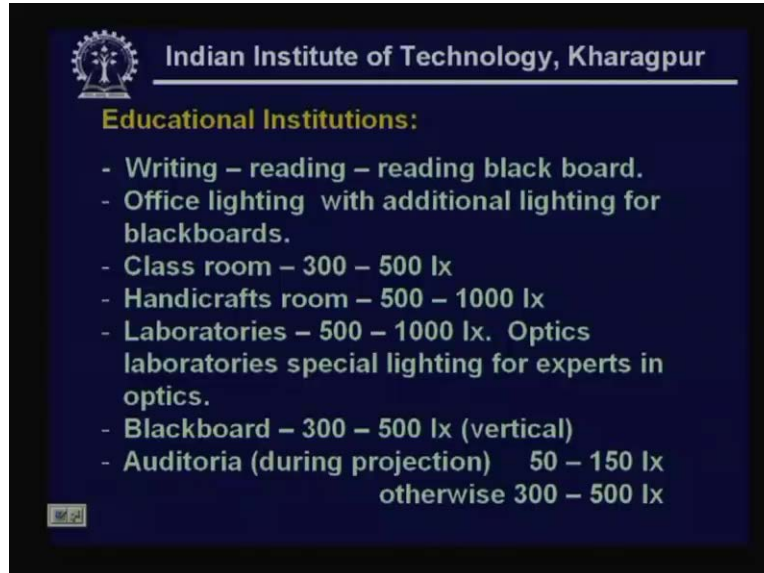 Indian Institute of Technology, Kharagpur
Educational Institutions:
- Writing – reading – reading black board.
- Office lighting with additional lighting for
blackboards.
- Class room – 300 – 500 lx
- Handicrafts room – 500 – 1000 lx
- Laboratories – 500 – 1000 lx. Optics
laboratories special lighting for experts in
optics.
- Blackboard – 300 – 500 lx (vertical)
- Auditoria (during projection) 50 – 150 lx
otherwise 300 – 500 lx